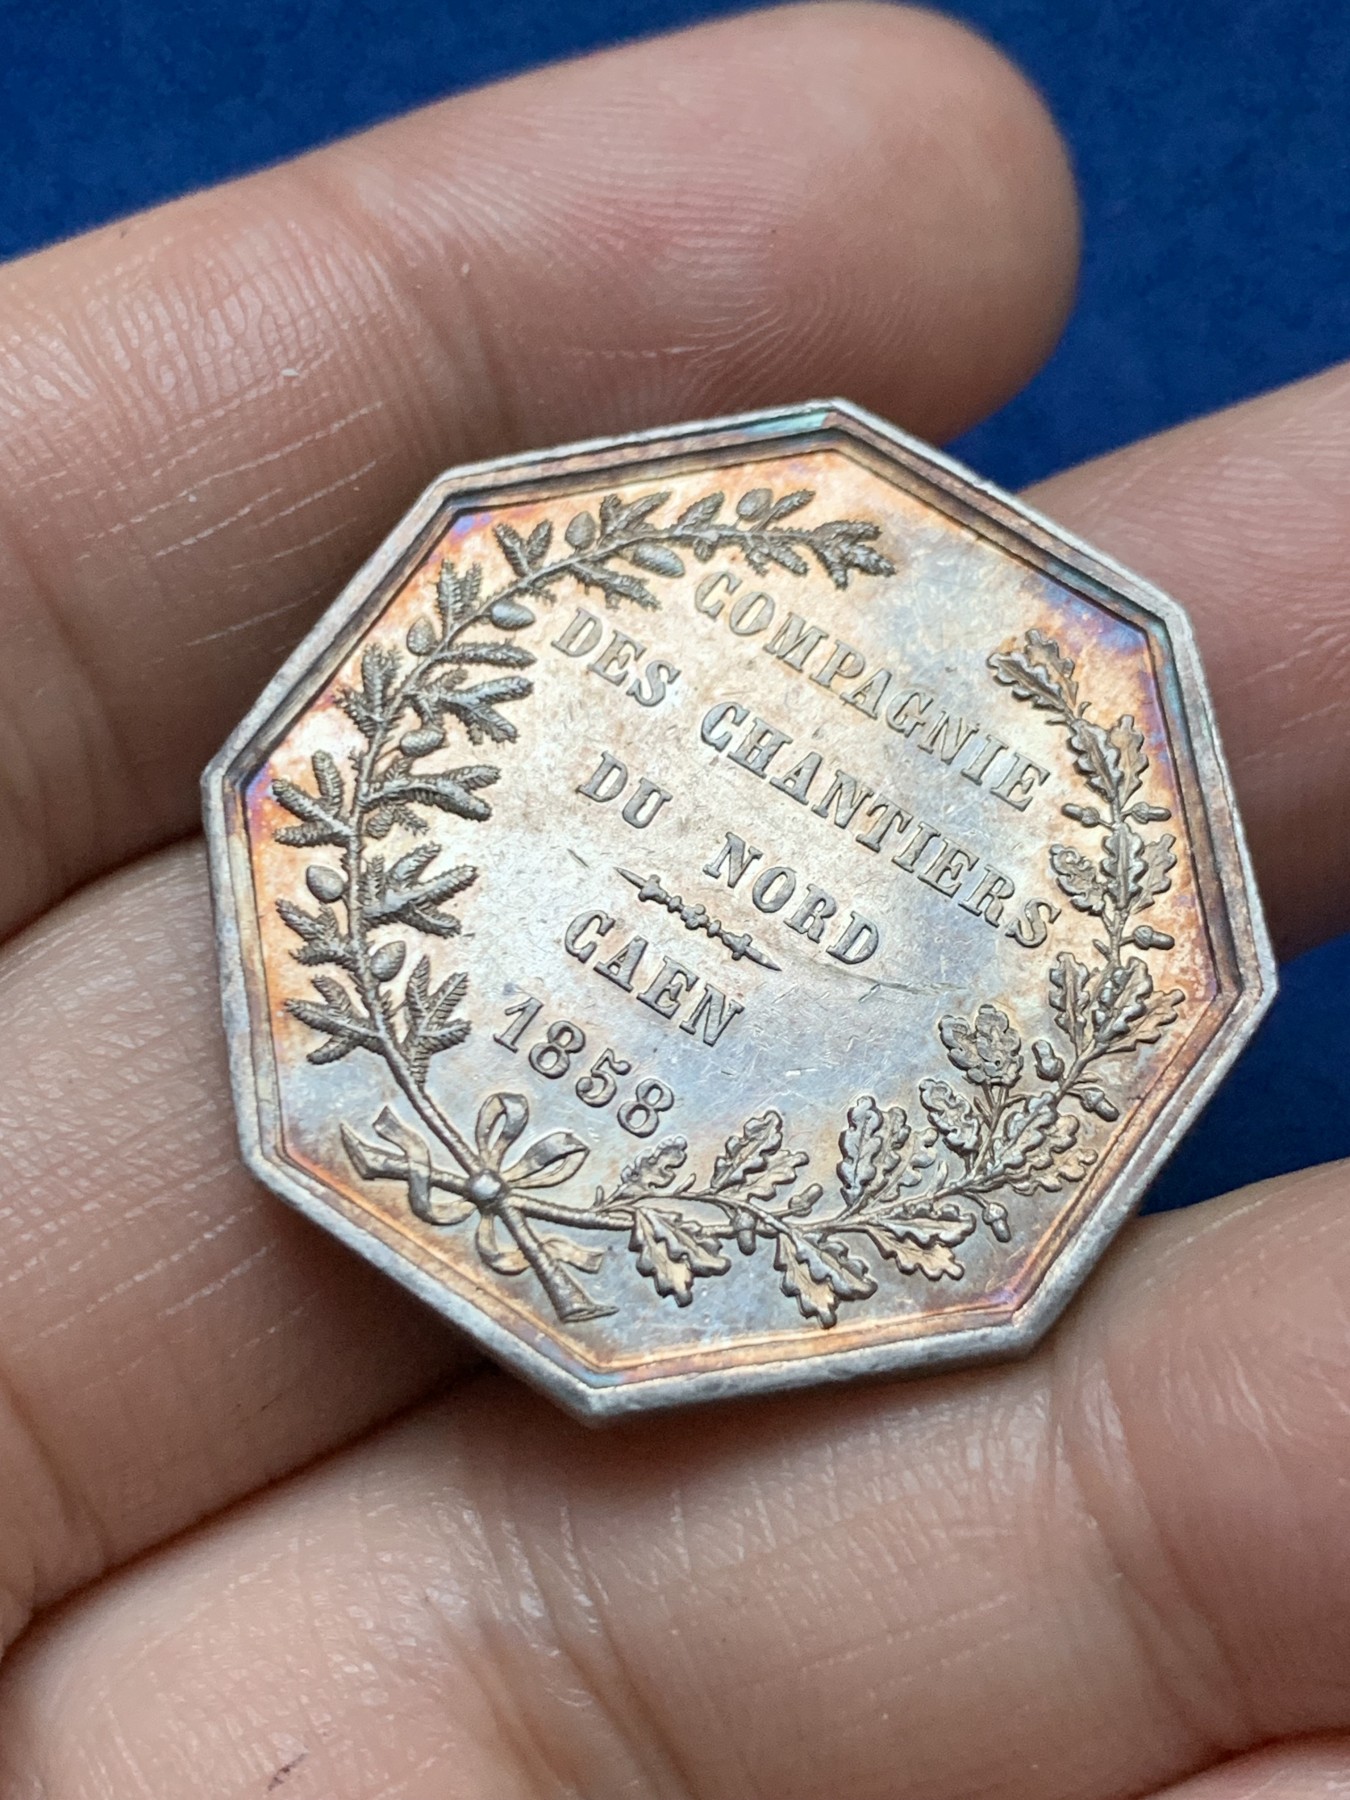 COMPAGNIE
DES CHANTIERS
DU NORD
CAEN
1858